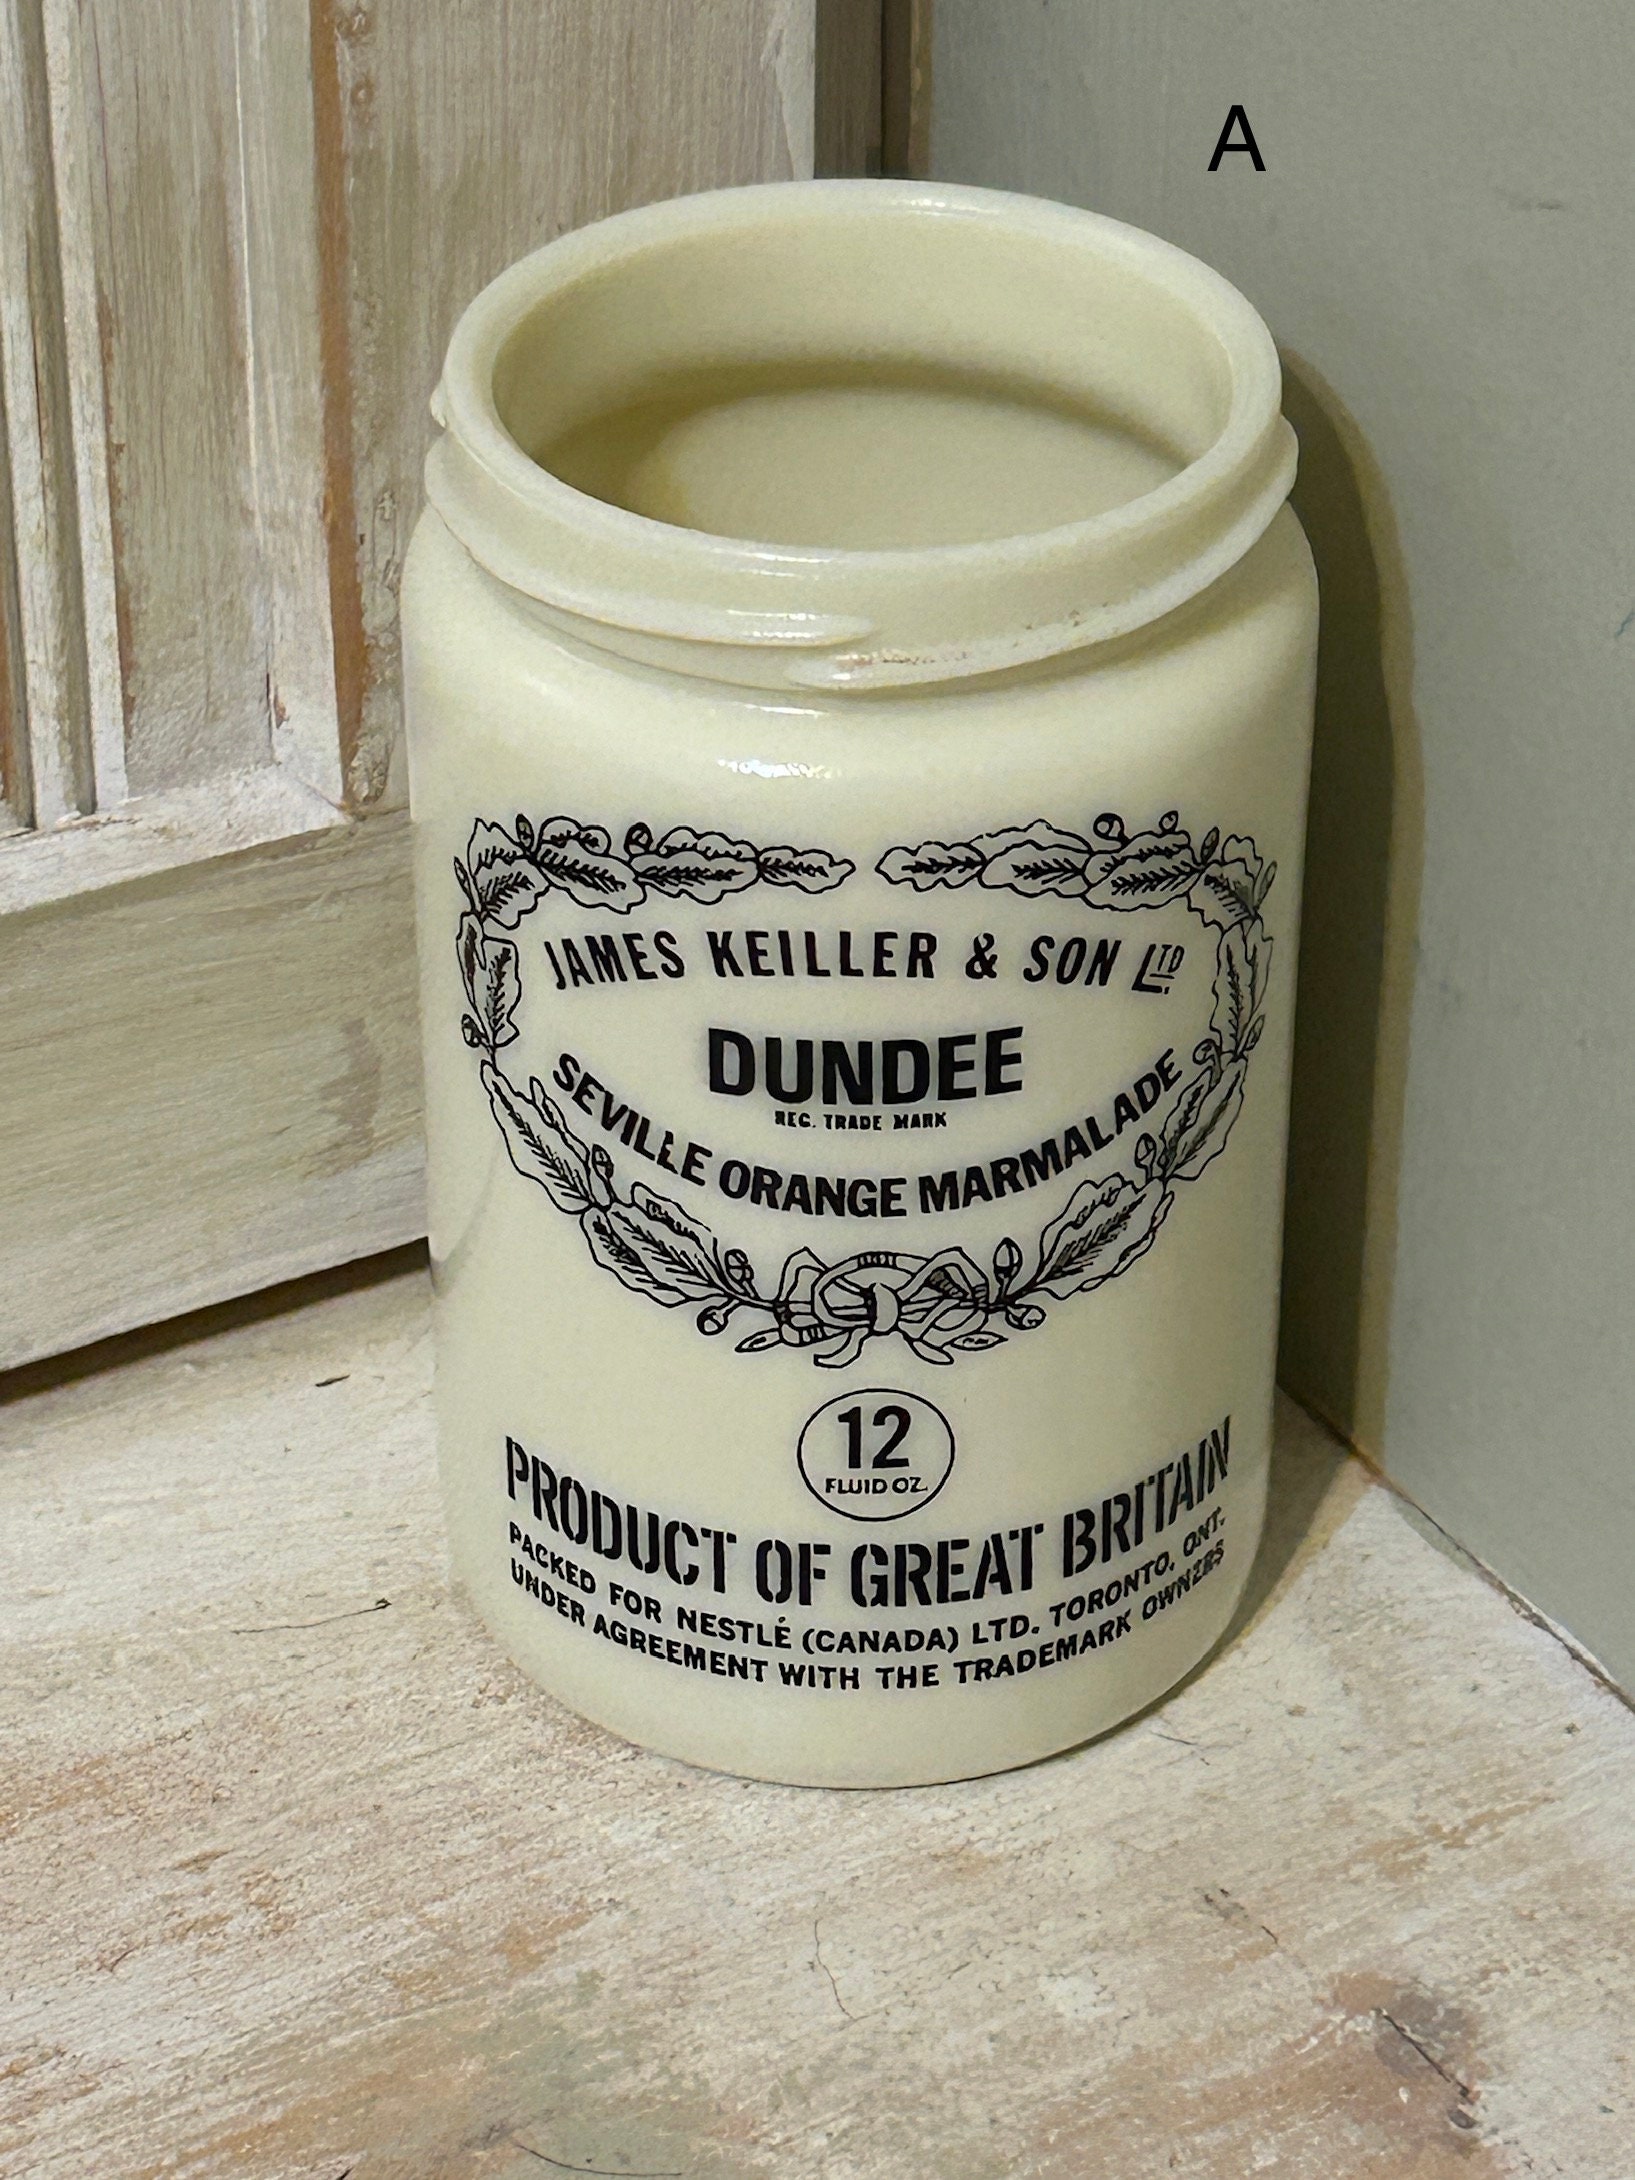 A
JAMES KEILLER & SON LTD.
DUNDEE
REG. TRADE MARK
SEVILLE ORANGE MARMALADE
12
FLUID OZ.
PRODUCT OF GREAT BRITAIN
PACKED FOR NESTLÉ (CANADA) LTD. TORONTO, ONT.
UNDER AGREEMENT WITH THE TRADEMARK OWNERS